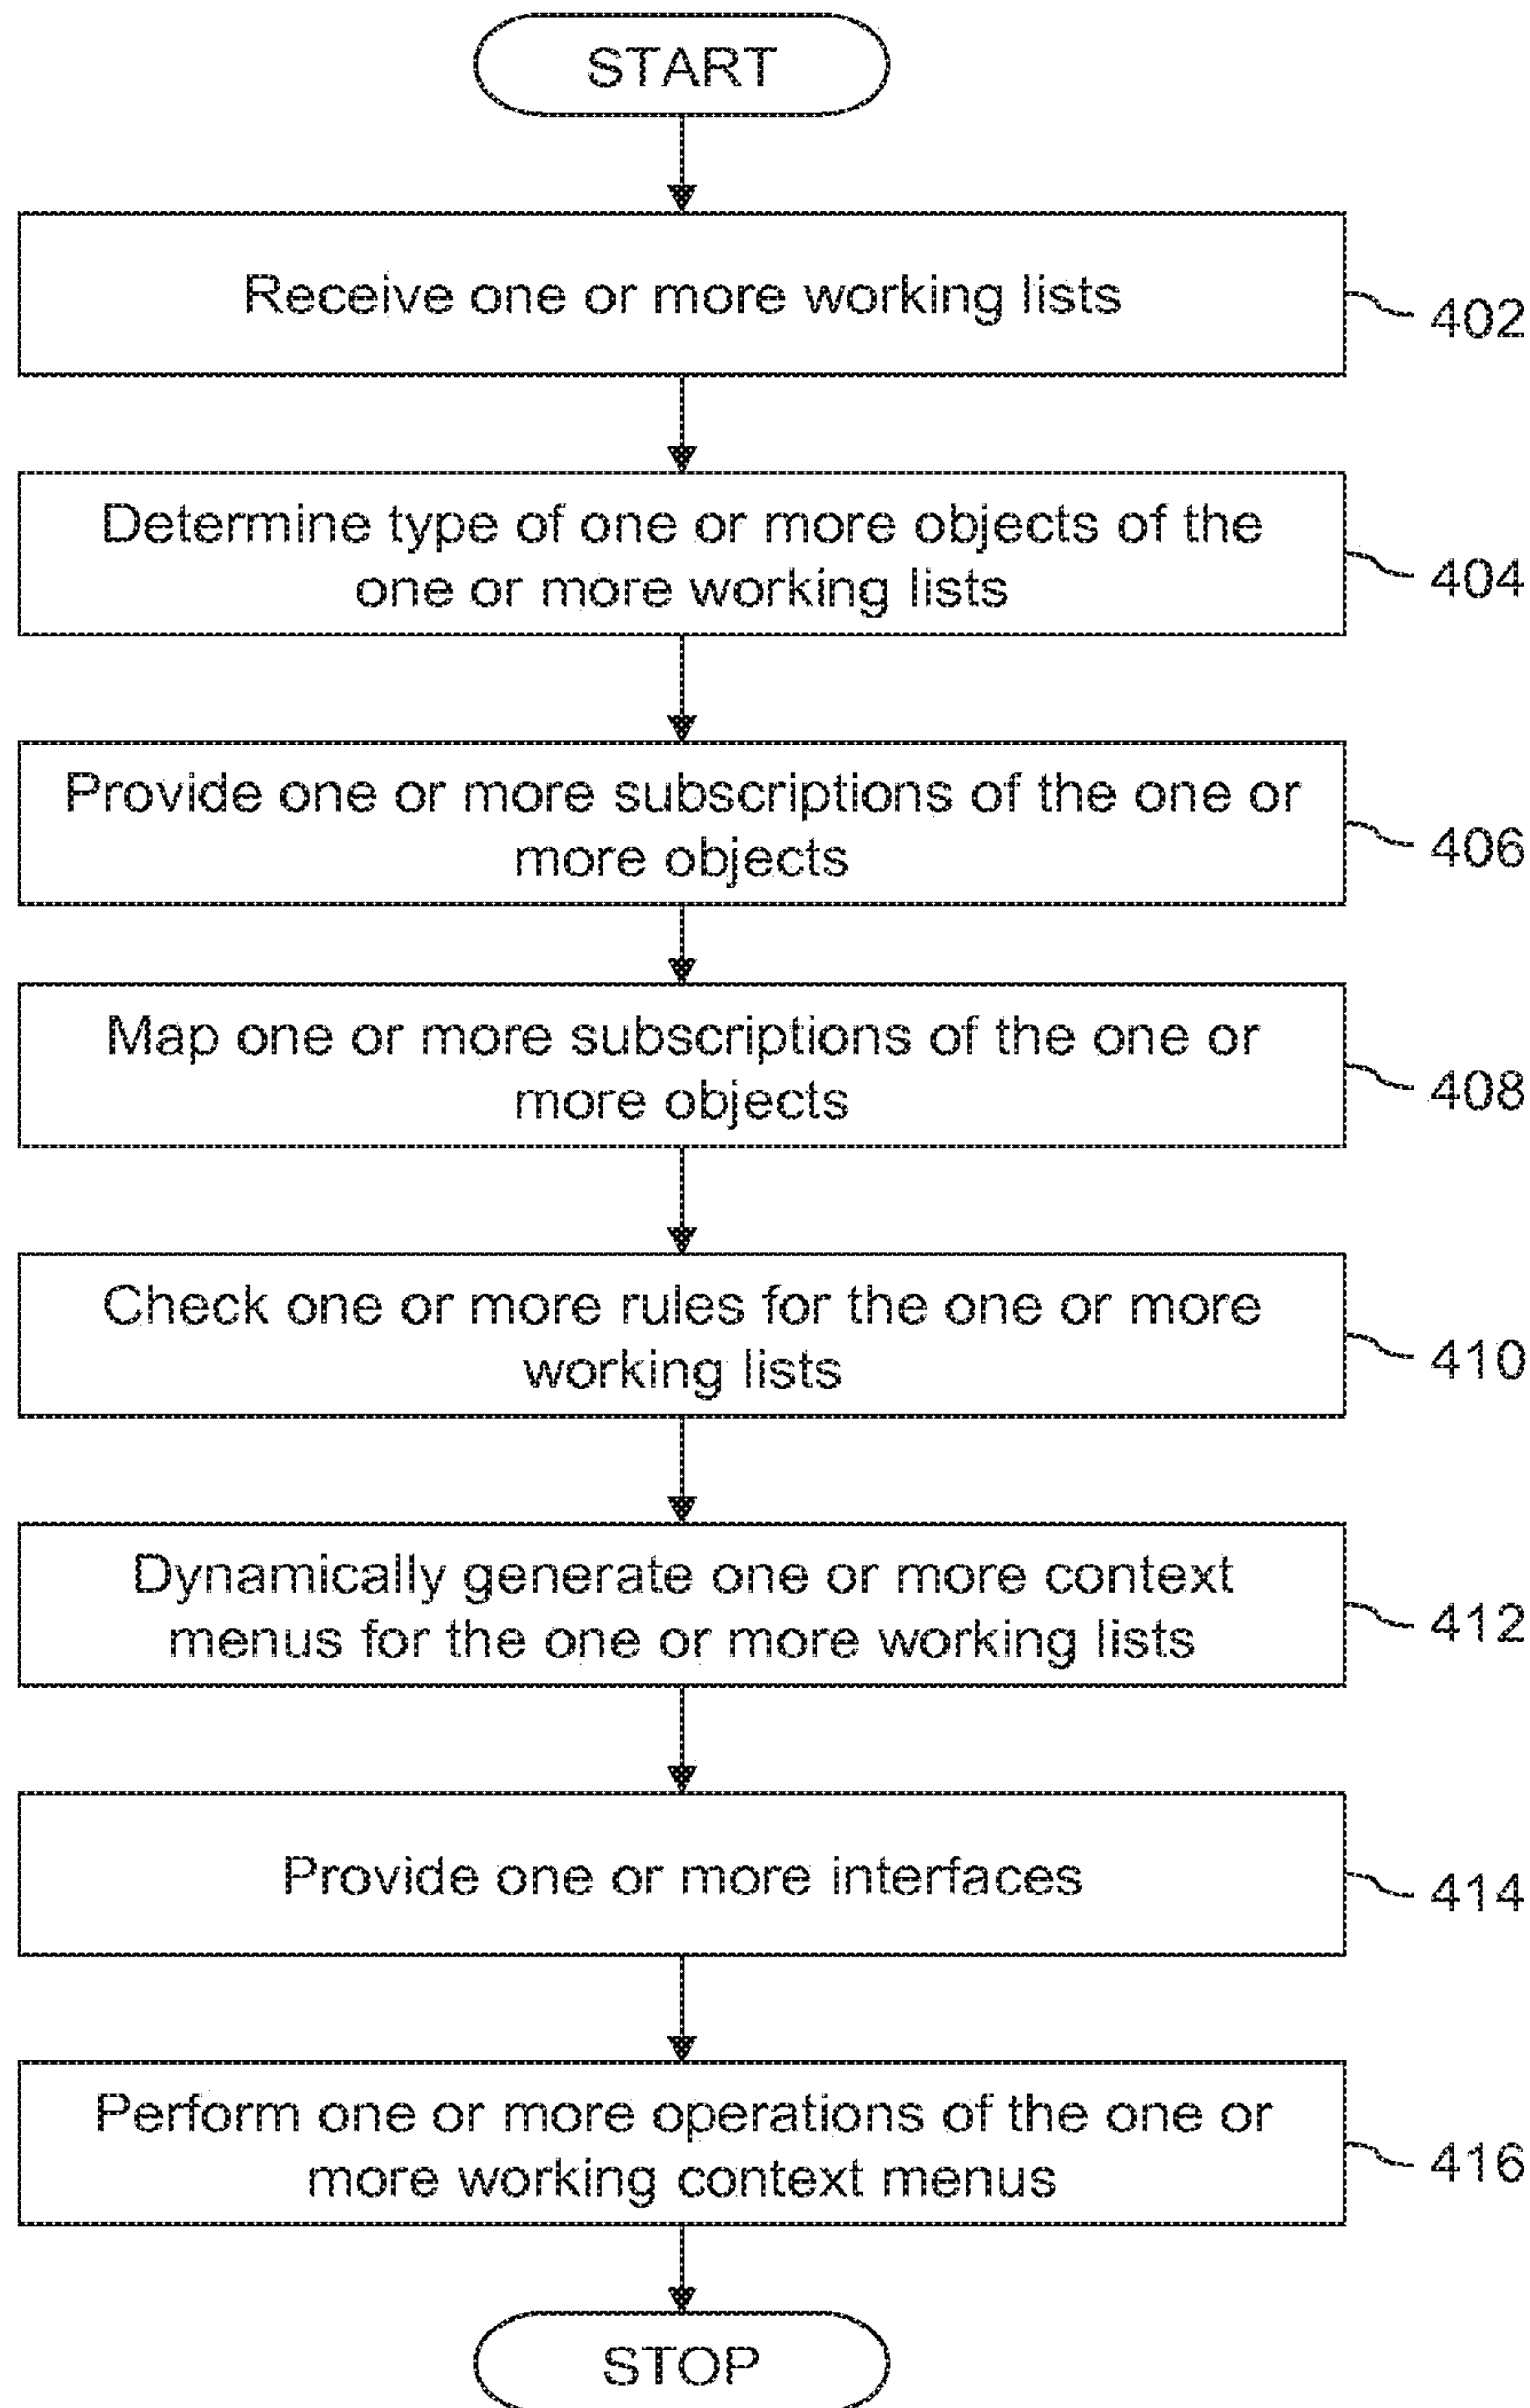 START
Receive one or more working lists
402
Determine type of one or more objects of the
one or more working lists
404
Provide one or more subscriptions of the one or
more objects
406
Map one or more subscriptions of the one or
more objects
408
Check one or more rules for the one or more
working lists
410
Dynamically generate one or more context
menus for the one or more working lists
412
Provide one or more interfaces
414
Perform one or more operations of the one or
more working context menus
416
STOP